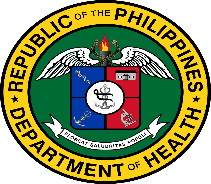 REPUBLIC OF THE PHILIPPINES
DEPARTMENT OF HEALTH